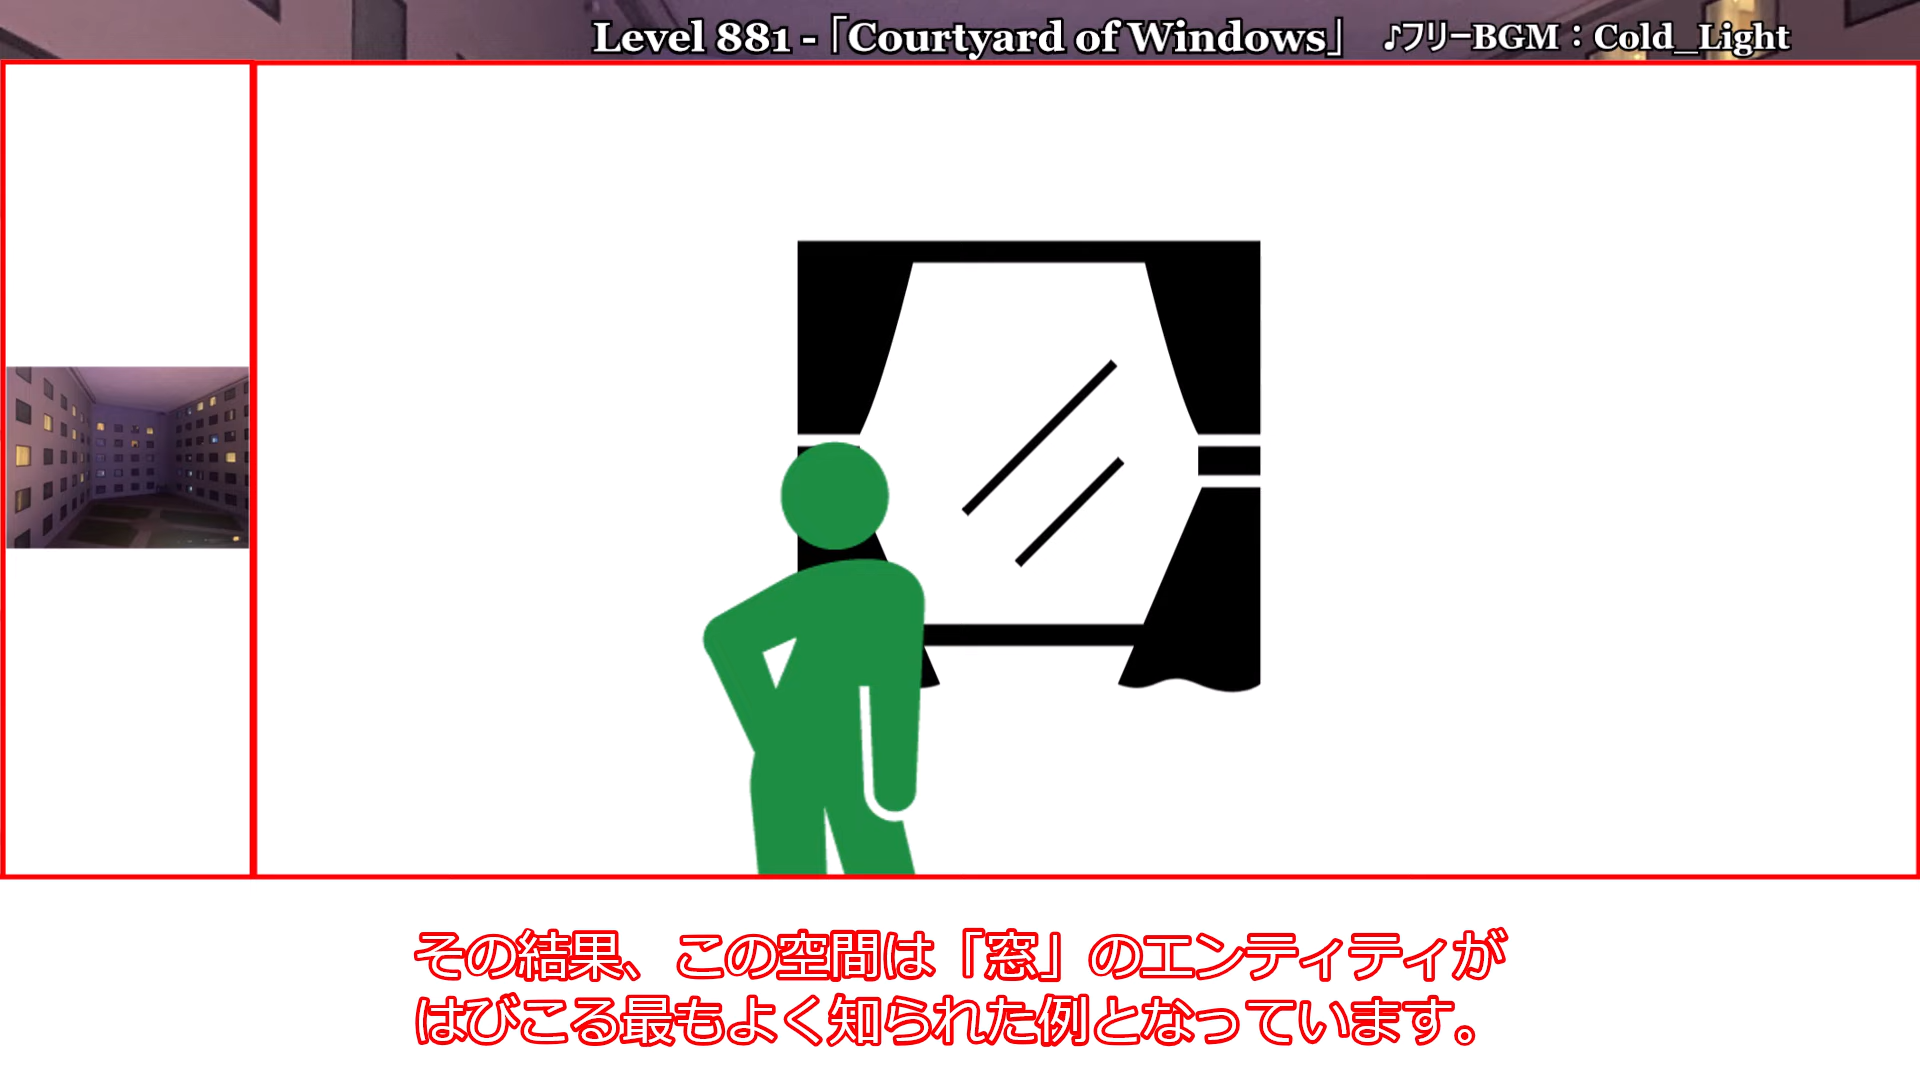 Level 881 -「Courtyard of Windows」 ♪フリーBGM：Cold_Light
その結果、この空間は「窓」のエンティティが
はびこる最もよく知られた例となっています。